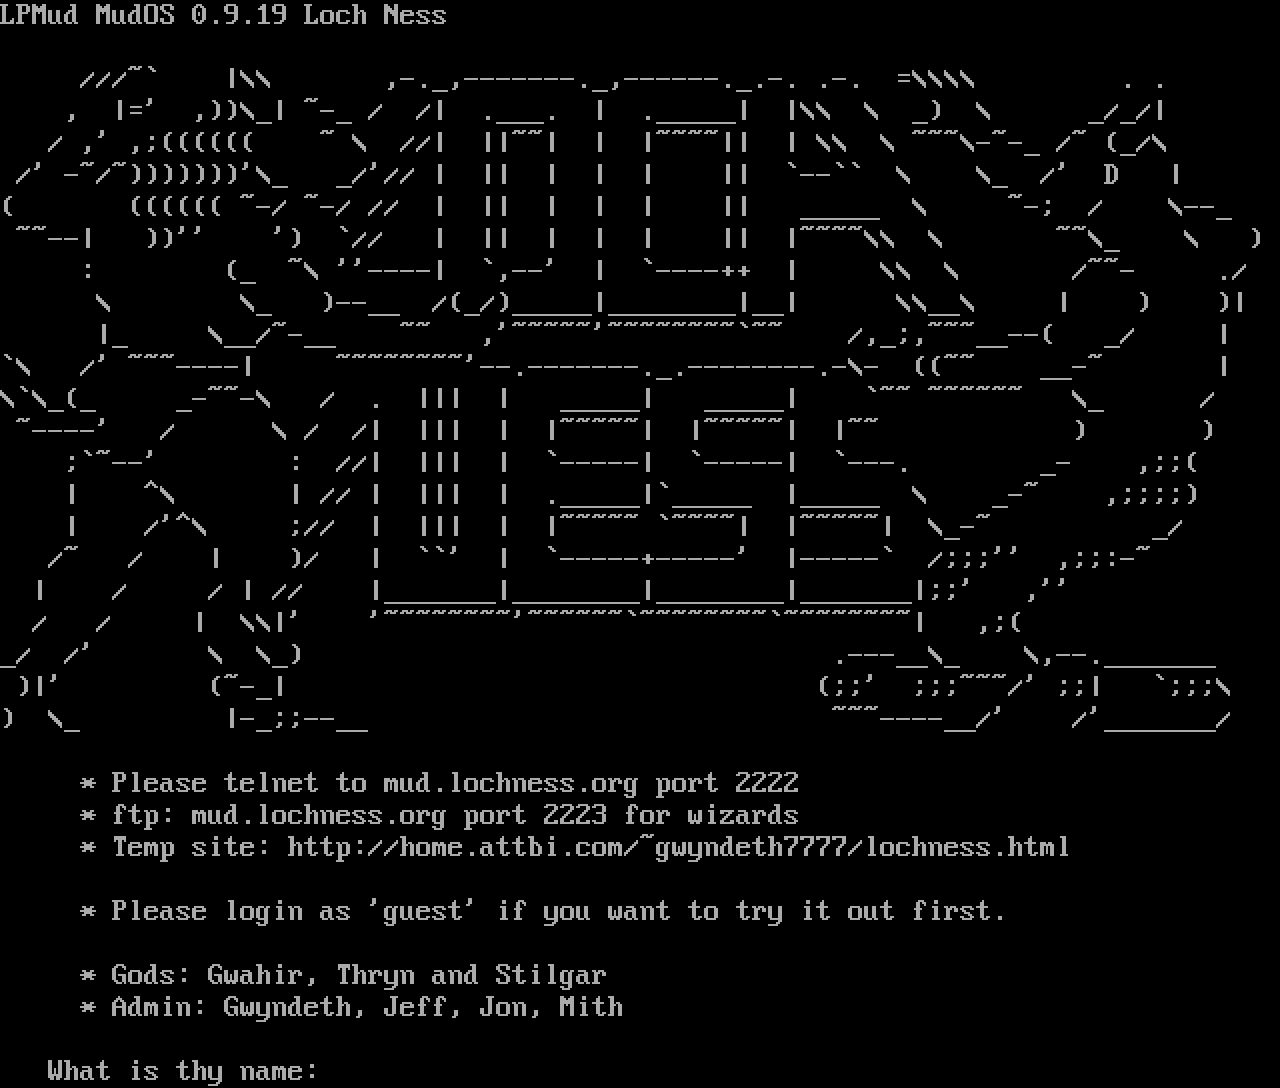 LPMud MudOS 0.9.19 Loch Ness
LOCH
NESS
* Please telnet to mud.lochness.org port 2222
* ftp: mud.lochness.org port 2223 for wizards
* Temp site: http://home.attbi.com/~gwyndeth7777/lochness.html
* Please login as 'guest' if you want to try it out first.
* Gods: Gwahir, Thryn and Stilgar
* Admin: Gwyndeth, Jeff, Jon, Mith
What is thy name: